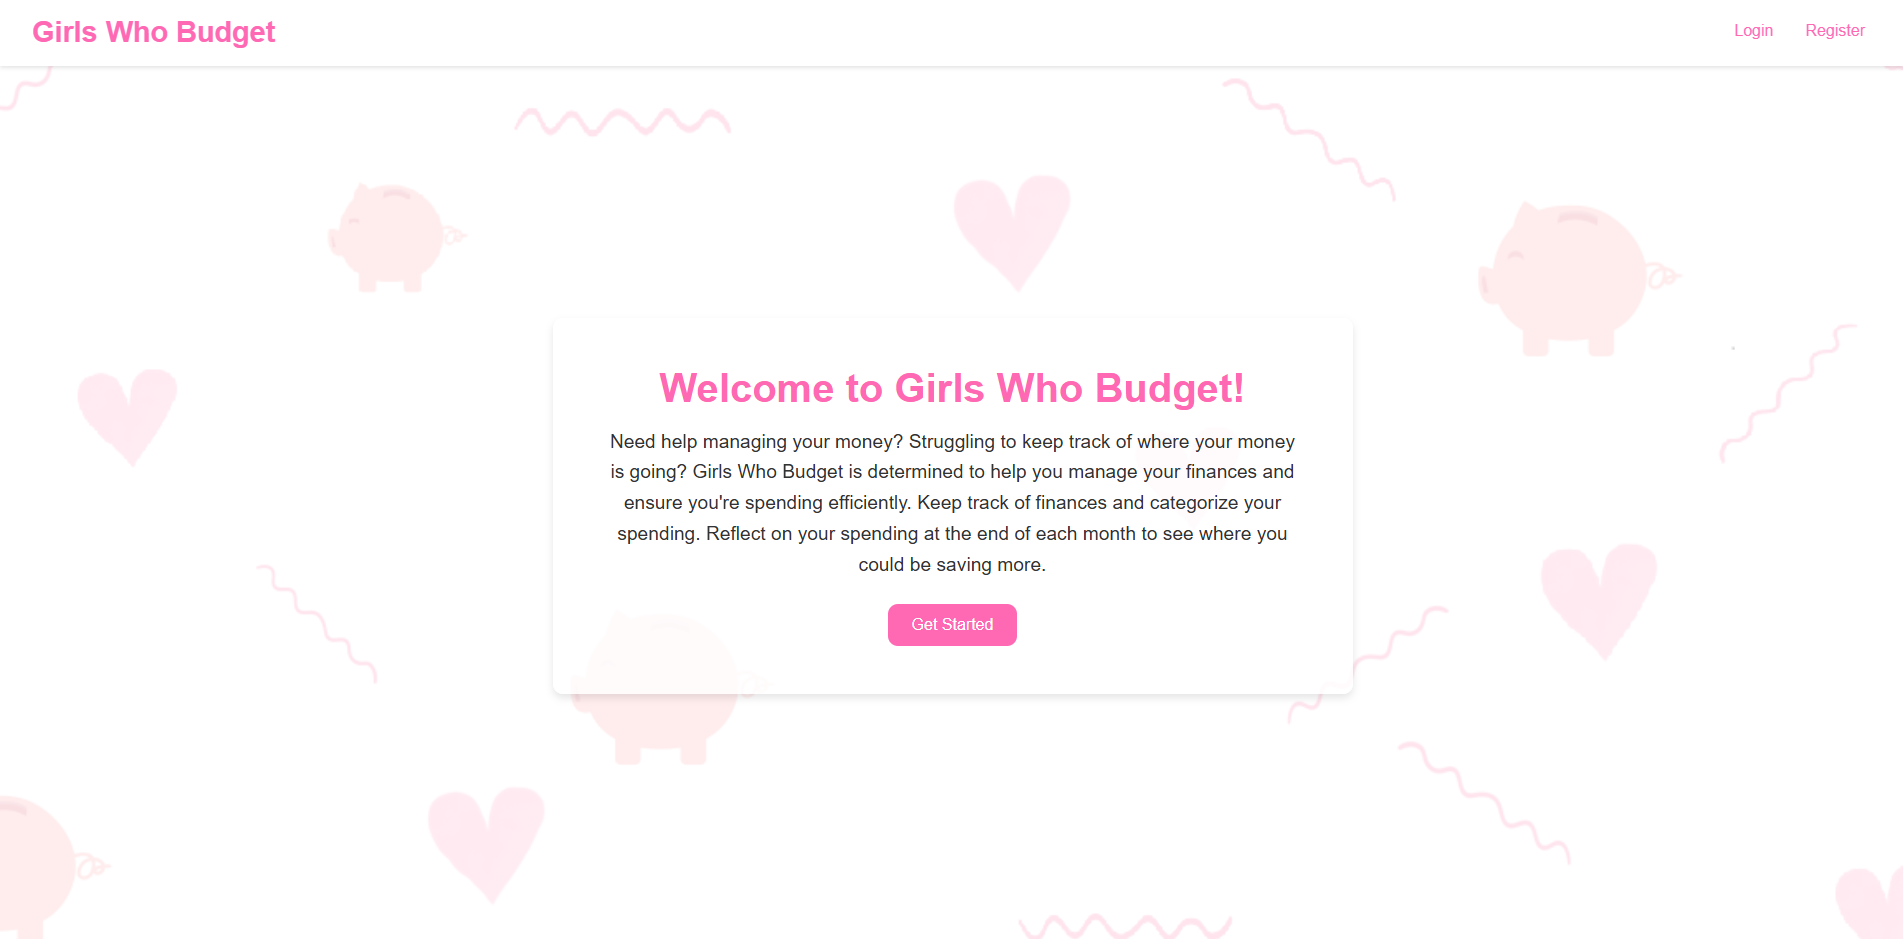 Girls Who Budget
Login Register
Welcome to Girls Who Budget!
Need help managing your money? Struggling to keep track of where your money
is going? Girls Who Budget is determined to help you manage your finances and
ensure you're spending efficiently. Keep track of finances and categorize your
spending. Reflect on your spending at the end of each month to see where you
could be saving more.
Get Started